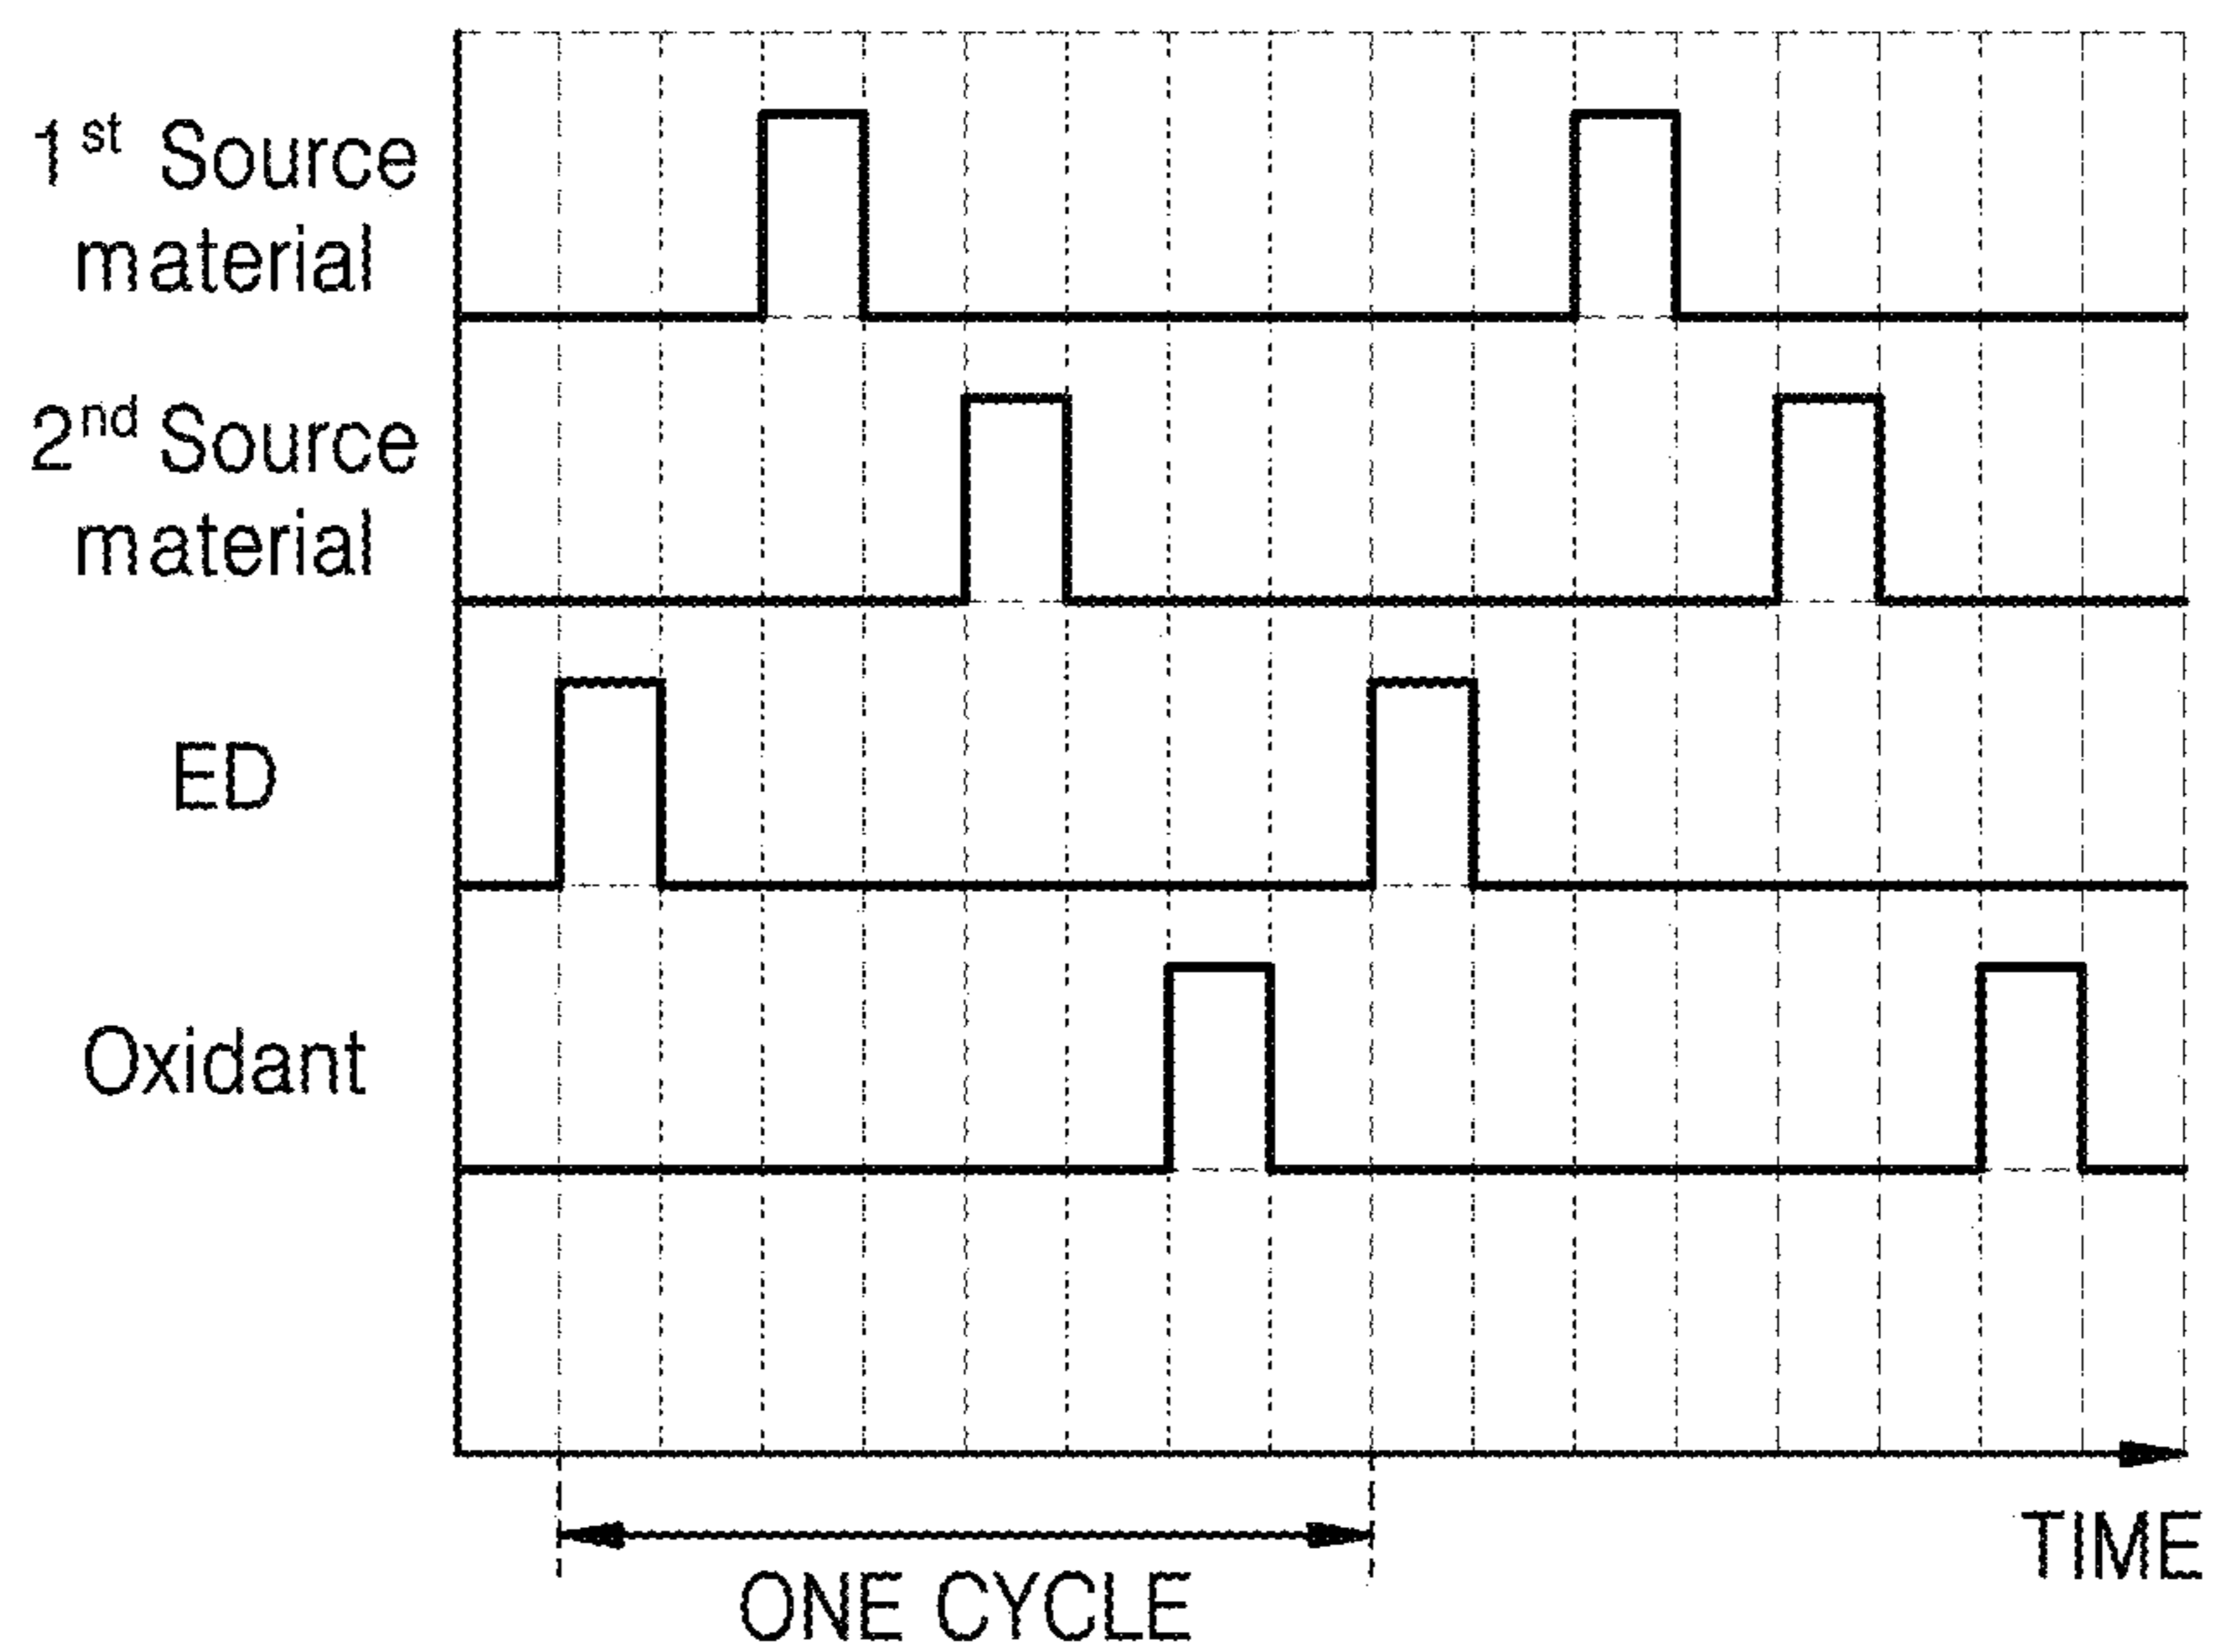 1st Source
material
2nd Source
material
ED
Oxidant
TIME
ONE CYCLE